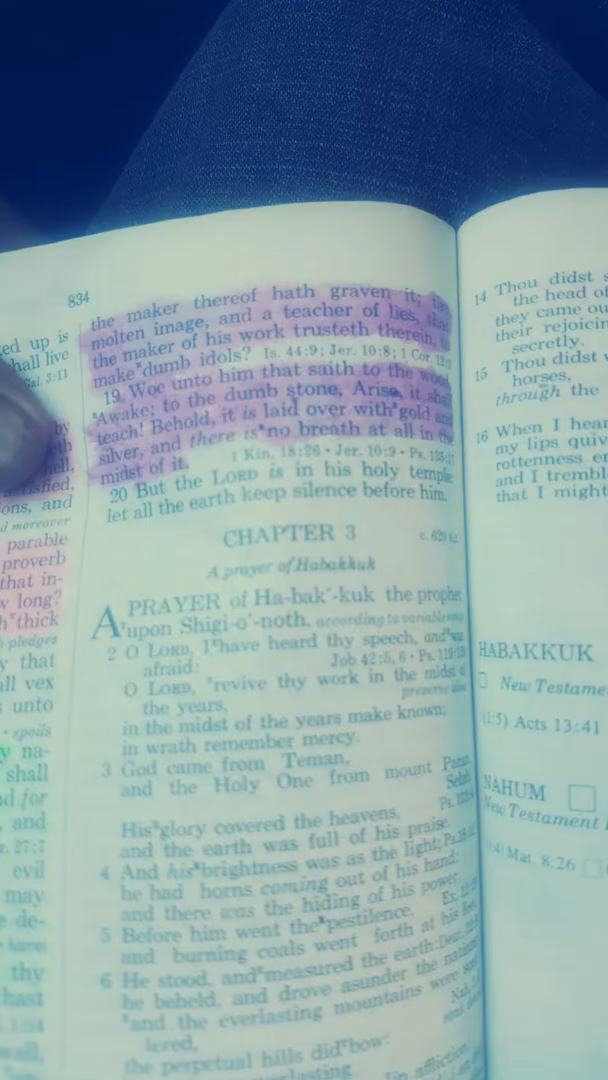 834
ed up is
hall live
Gal. 3:11
by
hell,
satisfied,
ons, and
d moreover
parable
proverb
that in-
w long?
thick
pledges
y that
all vex
unto
spoils
y na-
shall
nd for
, and
evil
may
e de-
thy
hast
the maker thereof hath graven it; the
molten image, and a teacher of lies, that
the maker of his work trusteth therein, to
make dumb idols? Is. 44:9; Jer. 10:8; 1 Cor.
19 Woe unto him that saith to the wood,
Awake; to the dumb stone, Arise, it shall
teach! Behold, it is laid over with gold and
silver, and there is no breath at all in the
midst of it. 1 Kin. 18:26 • Jer. 10:9 • Ps. 135:17
20 But the LORD is in his holy temple:
let all the earth keep silence before him.
CHAPTER 3
A prayer of Habakkuk
A PRAYER of Ha-bak´-kuk the prophet
upon Shigi-o´-noth. according to variable
2 O LORD, I have heard thy speech, and was
afraid: Job 42:5, 6 •
O LORD, revive thy work in the midst of
the years, preserve alive
in the midst of the years make known;
in wrath remember mercy.
3 God came from Teman,
and the Holy One from mount Paran.
Selah
His glory covered the heavens,
and the earth was full of his praise.
4 And his brightness was as the light;
he had horns coming out of his hand:
and there was the hiding of his power.
5 Before him went the pestilence,
and burning coals went forth at his feet.
6 He stood, and measured the earth:
he beheld, and drove asunder the nations;
and the everlasting mountains were
tered,
the perpetual hills did bow:
everlasting
14 Thou didst s
the head of
they came ou
their rejoicin
secretly.
15 Thou didst
horses,
through the
16 When I hear
my lips quiv
rottenness en
and I trembl
that I might
HABAKKUK
New Testame
(1:5) Acts 13:41
NAHUM
New Testament
Mat. 8:26